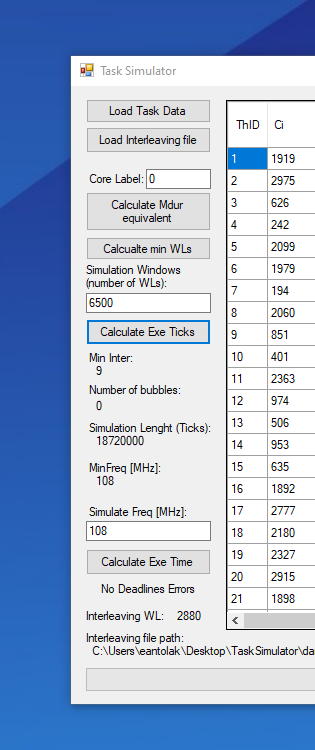 Task Simulator
Load Task Data
Load Interleaving file
Core Label: 0
Calculate Mdur
equivalent
Calcualte min WLs
Simulation Windows
(number of WLs):
6500
Calculate Exe Ticks
Min Inter:
9
Number of bubbles:
0
Simulation Lenght (Ticks):
18720000
MinFreq [MHz]:
108
Simulate Freq [MHz]:
108
Calculate Exe Time
No Deadlines Errors
Interleaving WL: 2880
Interleaving file path:
C:\Users\eantolak\Desktop\TaskSimulator\da
ThID Ci
1 1919
2 2975
3 626
4 242
5 2099
6 1979
7 194
8 2060
9 851
10 401
11 2363
12 974
13 506
14 953
15 635
16 1892
17 2777
18 2180
19 2327
20 2915
21 1898